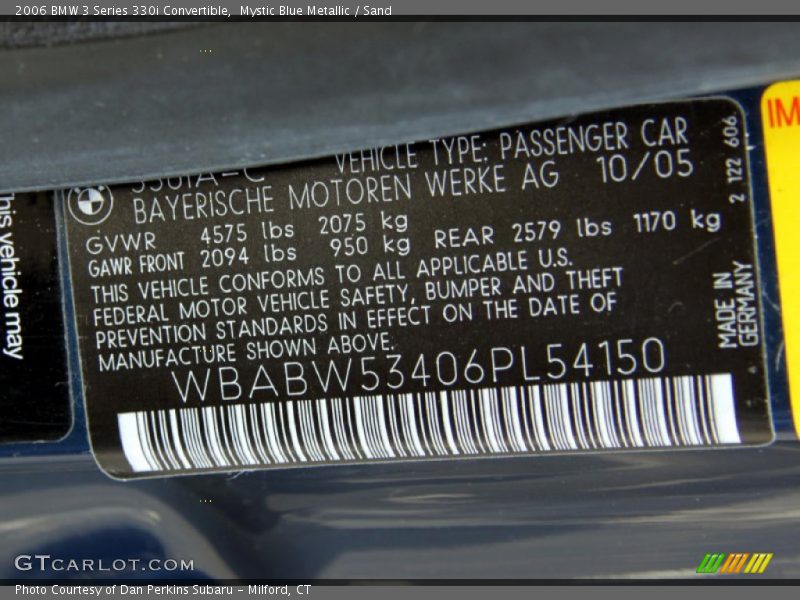 2006 BMW 3 Series 330i Convertible,  Mystic Blue Metallic / Sand
IM
his vehicle may
330iA-C VEHICLE TYPE: PASSENGER CAR
BAYERISCHE MOTOREN WERKE AG 10/05
GVWR 4575 lbs 2075 kg
GAWR FRONT 2094 lbs 950 kg REAR 2579 lbs 1170 kg
THIS VEHICLE CONFORMS TO ALL APPLICABLE U.S.
FEDERAL MOTOR VEHICLE SAFETY, BUMPER AND THEFT
PREVENTION STANDARDS IN EFFECT ON THE DATE OF
MANUFACTURE SHOWN ABOVE.
WBABW53406PL54150
2 122 606
MADE IN
GERMANY
GTCARLOT.COM
Photo Courtesy of Dan Perkins Subaru - Milford, CT